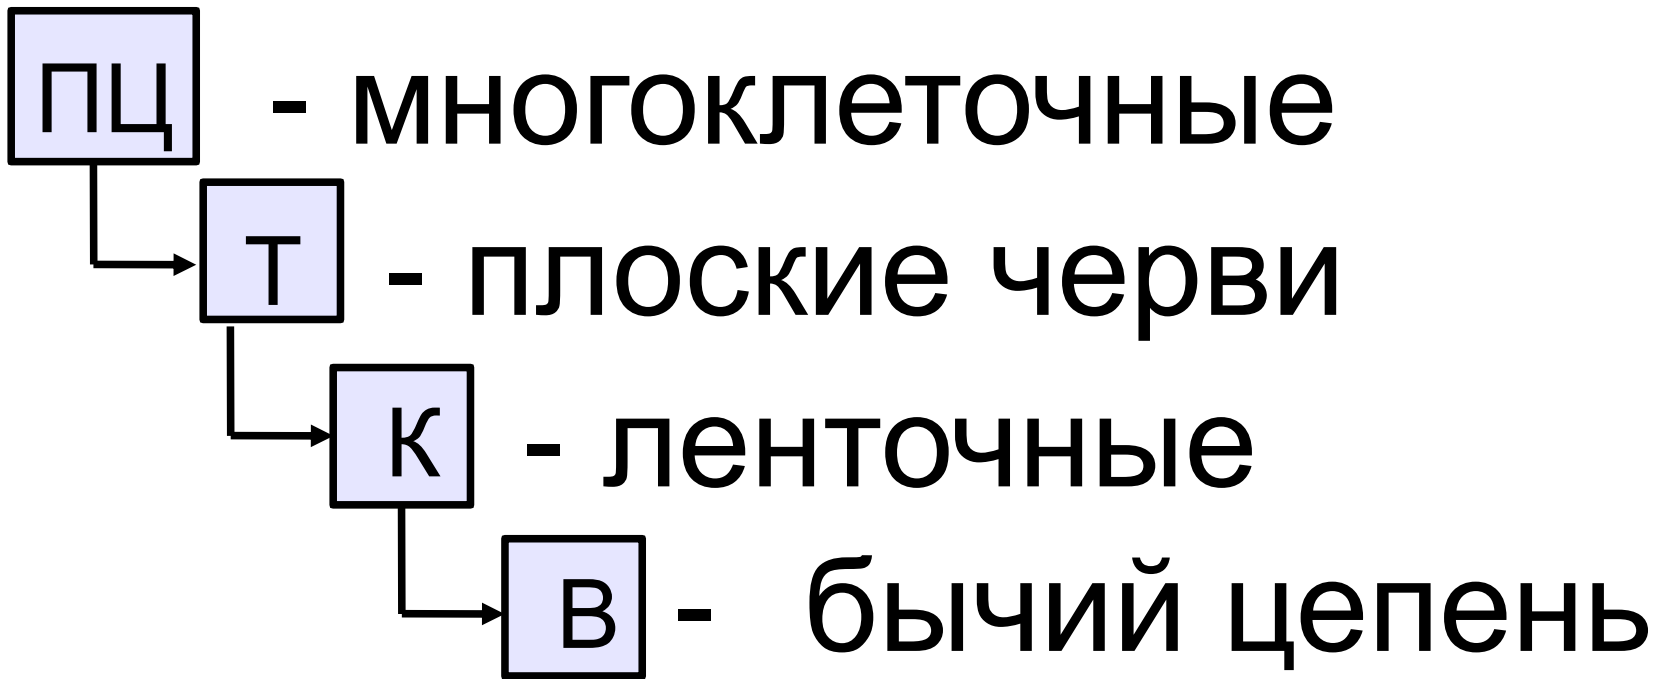 ПЦ - многоклеточные
Т - плоские черви
К - ленточные
В - бычий цепень